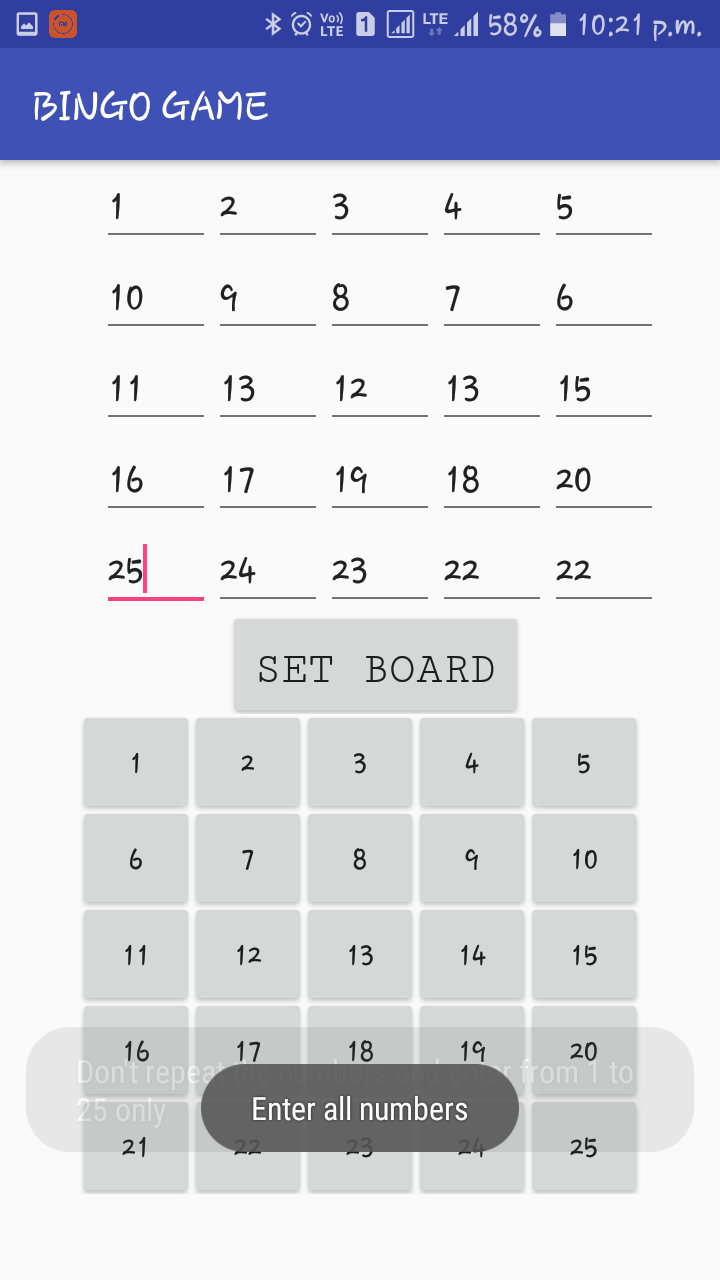 Vo)) LTE 1 LTE 58% 10:21 p.m.
BINGO GAME
1 2 3 4 5
10 9 8 7 6
11 13 12 13 15
16 17 19 18 20
25 24 23 22 22
SET BOARD
1 2 3 4 5
6 7 8 9 10
11 12 13 14 15
16 17 18 19 20
Don't repeat the numbers and enter from 1 to
25 only
Enter all numbers
21 22 23 24 25